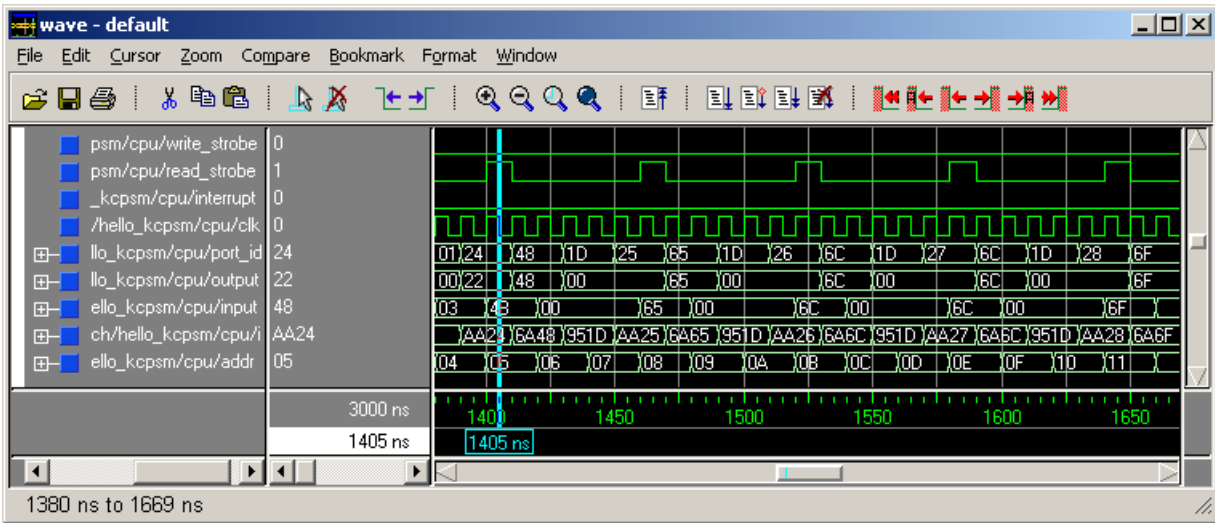 wave - default
File Edit Cursor Zoom Compare Bookmark Format Window
psm/cpu/write_strobe 0
psm/cpu/read_strobe 1
_kcpsm/cpu/interrupt 0
/hello_kcpsm/cpu/clk 0
llo_kcpsm/cpu/port_id 24 01 24 48 1D 25 65 1D 26 6C 1D 27 6C 1D 28 6F
llo_kcpsm/cpu/output 22 00 22 48 00 65 00 6C 00 6C 00 6F
ello_kcpsm/cpu/input 48 03 48 00 65 00 6C 00 6C 00 6F
ch/hello_kcpsm/cpu/i AA24 AA24 6A48 951D AA25 6A65 951D AA26 6A6C 951D AA27 6A6C 951D AA28 6A6F
ello_kcpsm/cpu/addr 05 04 05 06 07 08 09 0A 0B 0C 0D 0E 0F 10 11
3000 ns 1400 1450 1500 1550 1600 1650
1405 ns 1405 ns
1380 ns to 1669 ns